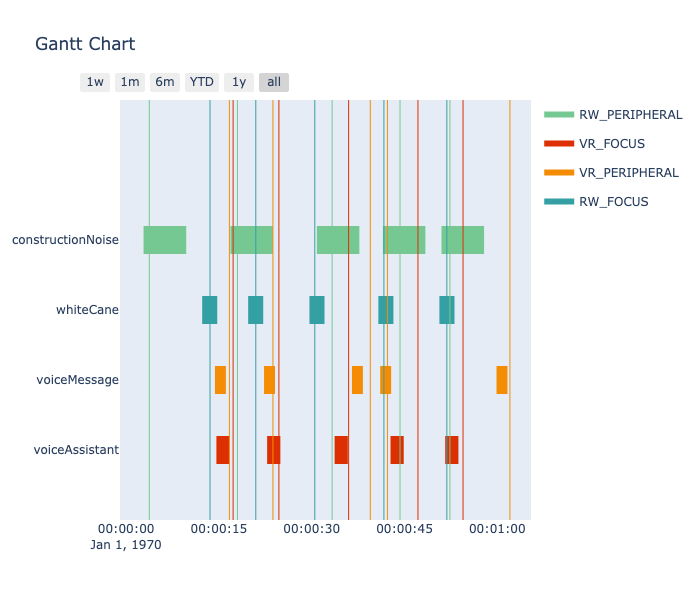 Gantt Chart
1w 1m 6m YTD 1y all
RW_PERIPHERAL
VR_FOCUS
VR_PERIPHERAL
RW_FOCUS
constructionNoise
whiteCane
voiceMessage
voiceAssistant
00:00:00 00:00:15 00:00:30 00:00:45 00:01:00
Jan 1, 1970